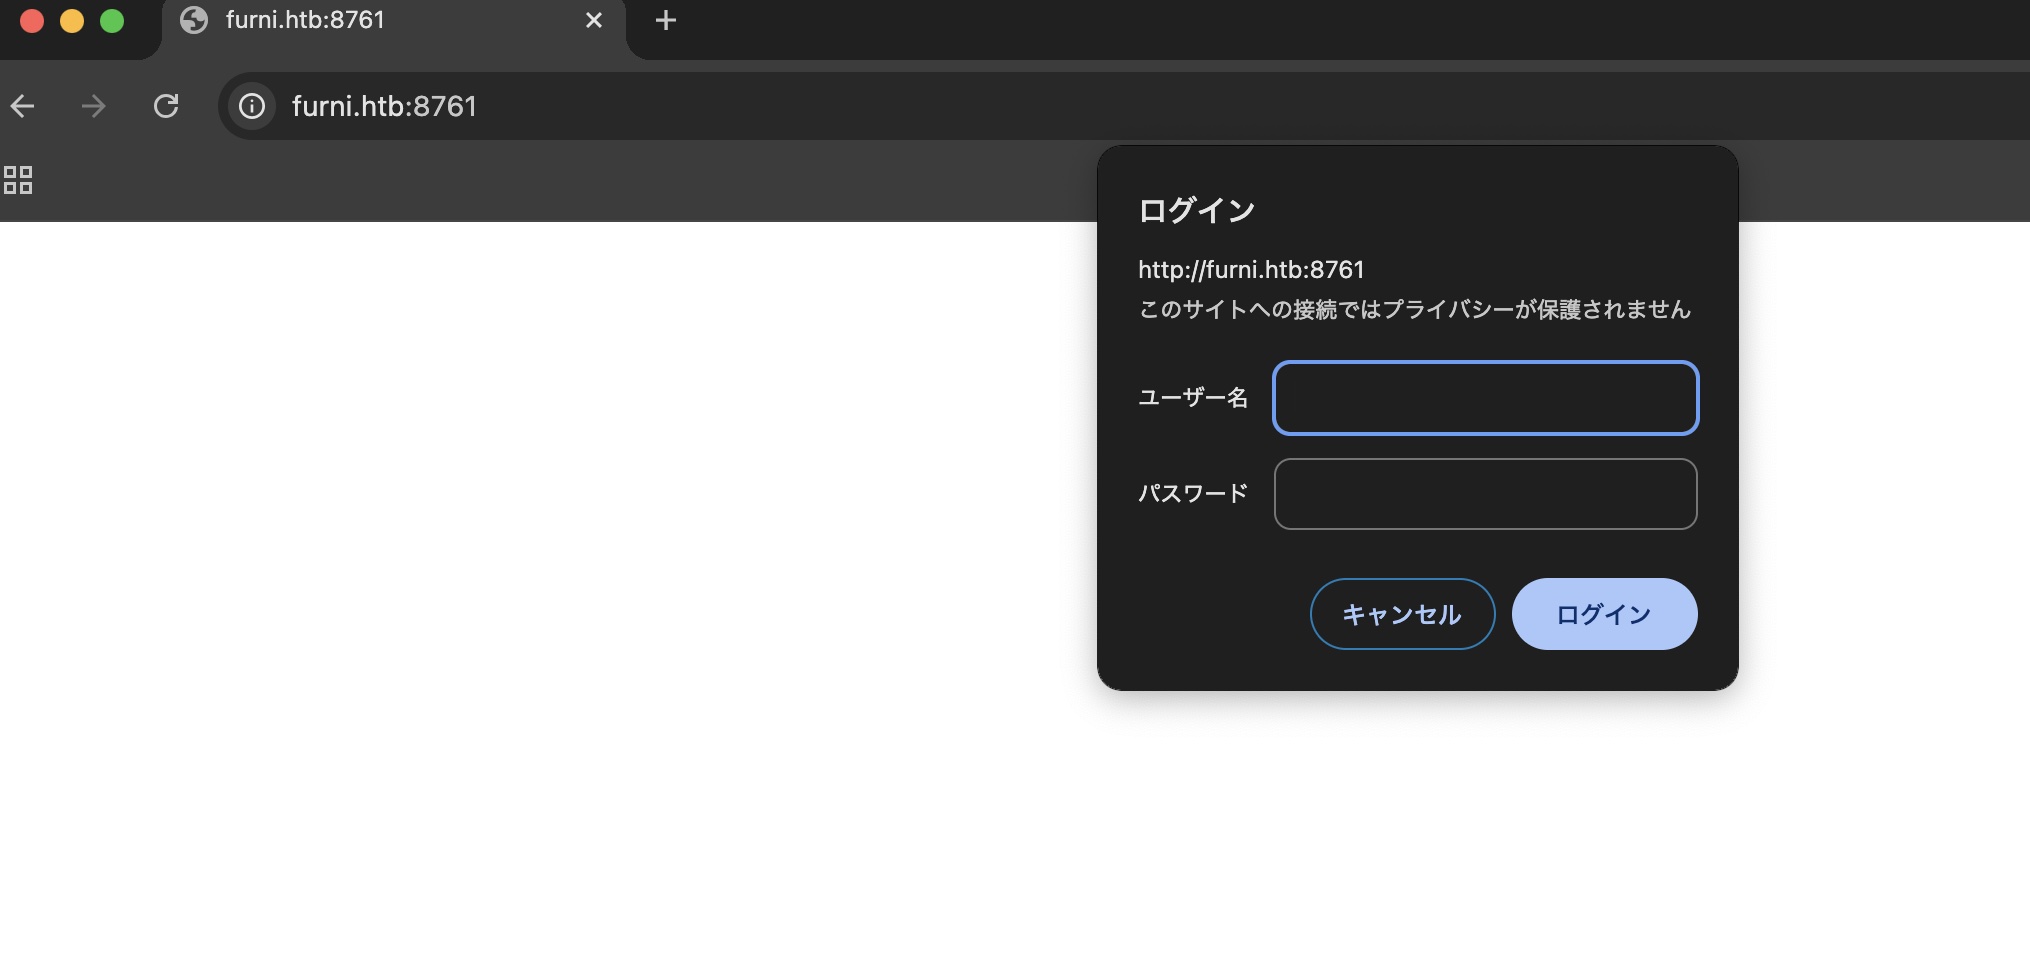 furni.htb:8761
furni.htb:8761
ログイン
http://furni.htb:8761
このサイトへの接続ではプライバシーが保護されません
ユーザー名
パスワード
キャンセル ログイン